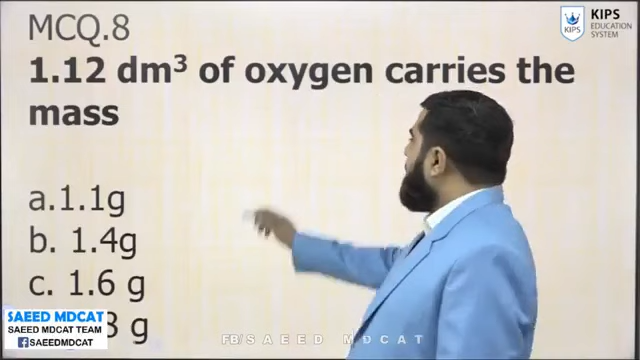 MCQ.8
KIPS
EDUCATION
SYSTEM
KIPS
1.12 dm³ of oxygen carries the
mass
a.1.1g
b. 1.4g
c. 1.6 g
g
SAEED MDCAT
SAEED MDCAT TEAM
SAEEDMDCAT
FB/SAEED MDCAT